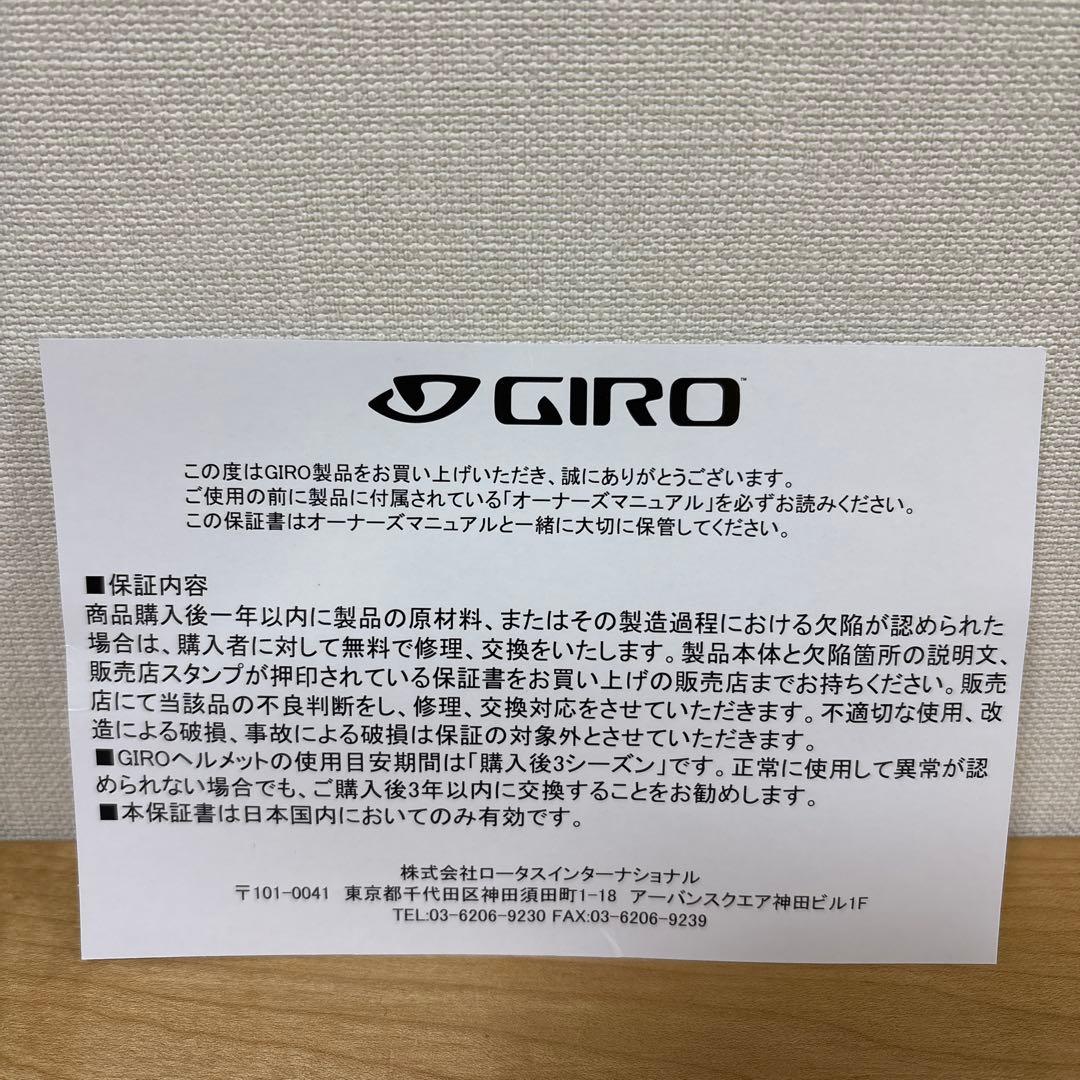 GIRO™
この度はGIRO製品をお買い上げいただき、誠にありがとうございます。
ご使用の前に製品に付属されている「オーナーズマニュアル」を必ずお読みください。
この保証書はオーナーズマニュアルと一緒に大切に保管してください。
■保証内容
商品購入後一年以内に製品の原材料、またはその製造過程における欠陥が認められた
場合は、購入者に対して無料で修理、交換をいたします。製品本体と欠陥箇所の説明文、
販売店スタンプが押印されている保証書をお買い上げの販売店までお持ちください。販売
店にて当該品の不良判断をし、修理、交換対応をさせていただきます。不適切な使用、改
造による破損、事故による破損は保証の対象外とさせていただきます。
■GIROヘルメットの使用目安期間は「購入後3シーズン」です。正常に使用して異常が認
められない場合でも、ご購入後3年以内に交換することをお勧めします。
■本保証書は日本国内においてのみ有効です。
株式会社ロータスインターナショナル
〒101-0041 東京都千代田区神田須田町1-18 アーバンスクエア神田ビル1F
TEL:03-6206-9230 FAX:03-6206-9239